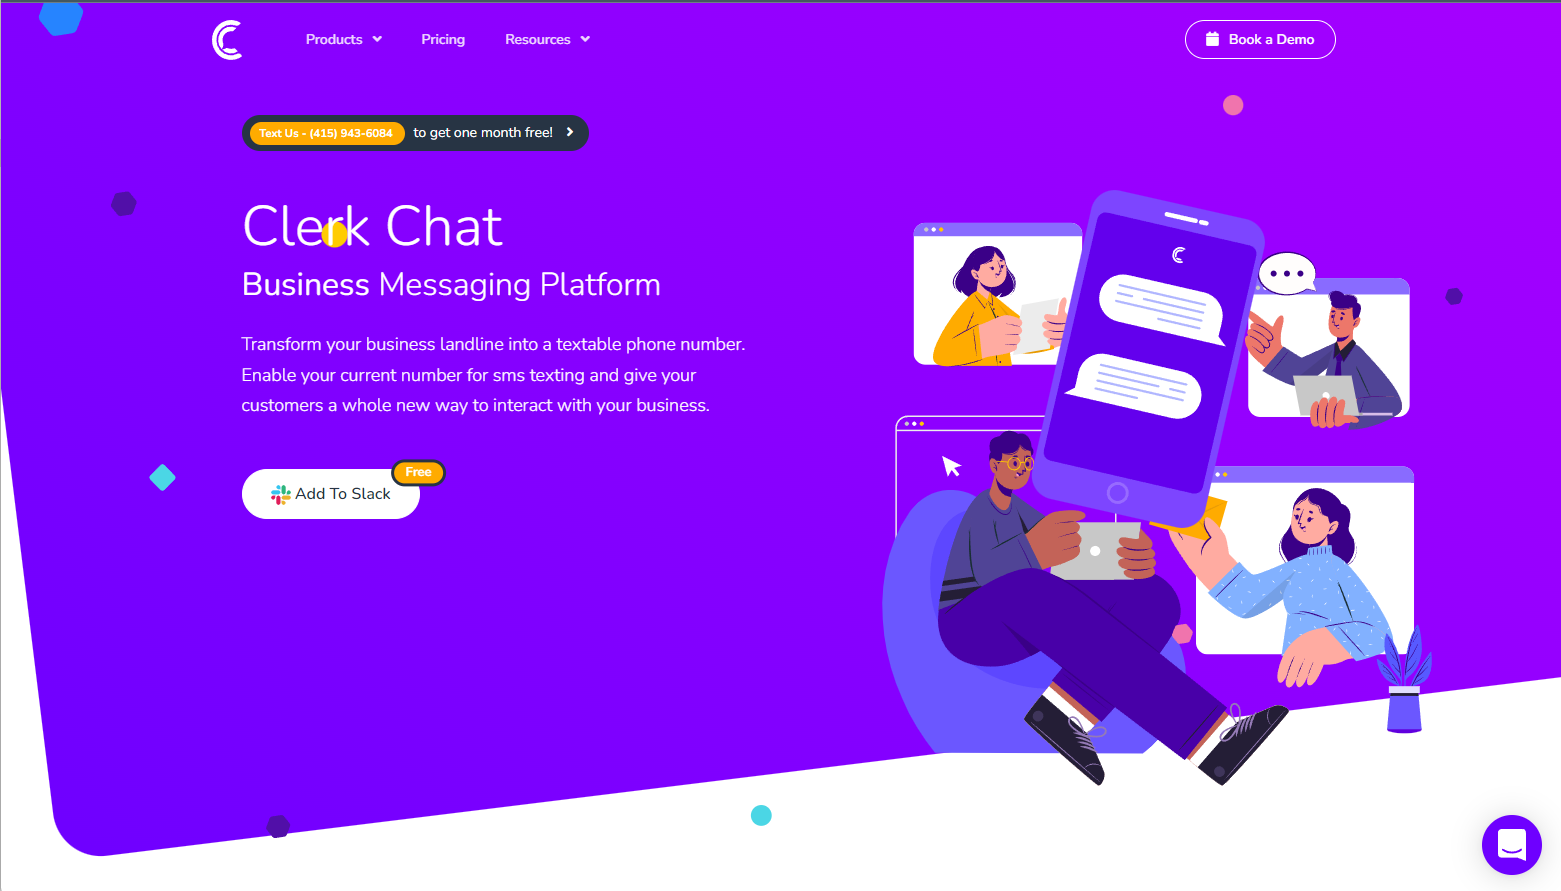 Products Pricing Resources Book a Demo
Text Us - (415) 943-6084 to get one month free!
Clerk Chat
Business Messaging Platform
Transform your business landline into a textable phone number.
Enable your current number for sms texting and give your
customers a whole new way to interact with your business.
Free
Add To Slack